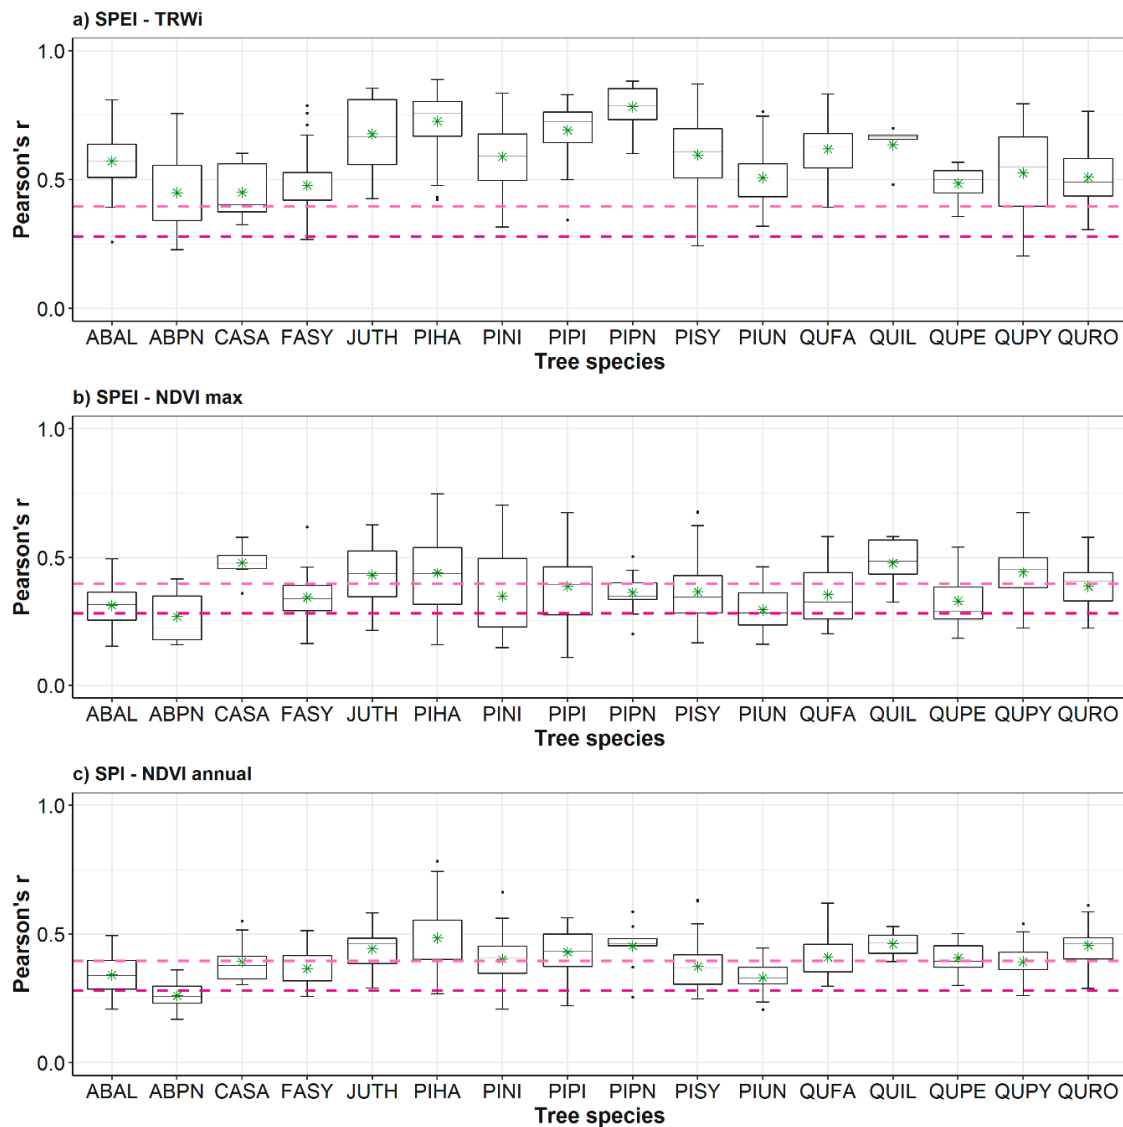 a) SPEI - TRWi
1.0
0.5
0.0
Pearson's r
ABAL ABPN CASA FASY JUTH PIHA PINI PIPI PIPN PISY PIUN QUFA QUIL QUPE QUPY QURO
Tree species
b) SPEI - NDVI max
1.0
0.5
0.0
Pearson's r
ABAL ABPN CASA FASY JUTH PIHA PINI PIPI PIPN PISY PIUN QUFA QUIL QUPE QUPY QURO
Tree species
c) SPI - NDVI annual
1.0
0.5
0.0
Pearson's r
ABAL ABPN CASA FASY JUTH PIHA PINI PIPI PIPN PISY PIUN QUFA QUIL QUPE QUPY QURO
Tree species